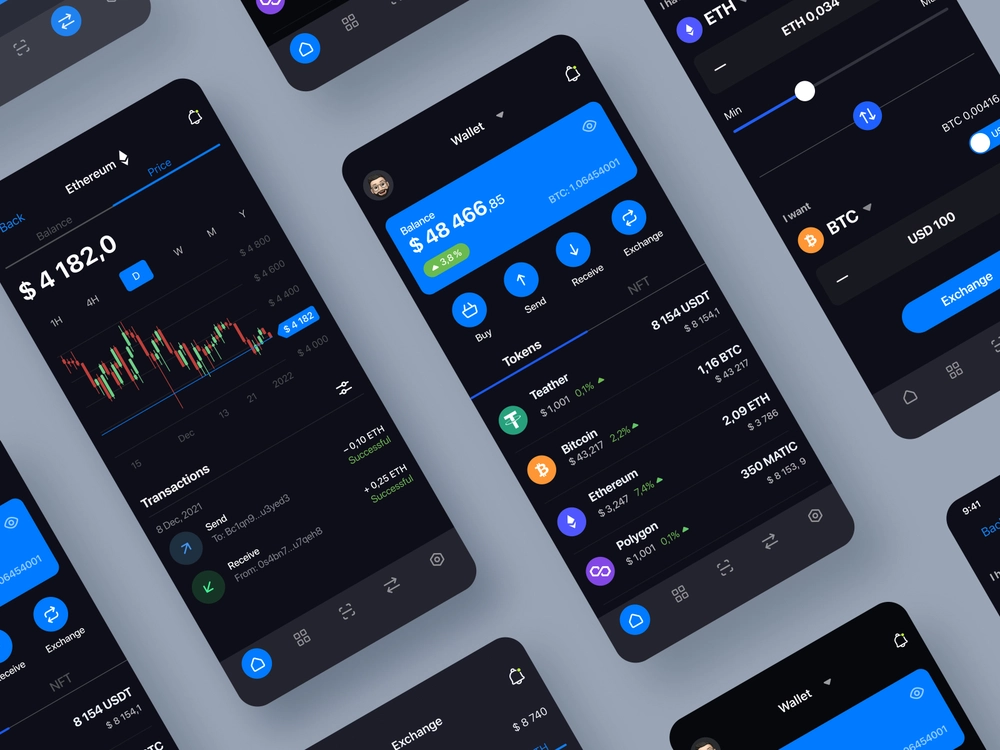 Ethereum
Back
Balance
Price
$ 4 182,0
1H
4H
D
W
M
Y
$ 4 800
$ 4 600
$ 4 400
$ 4 182
$ 4 000
15
Dec
13
21
2022
Transactions
8 Dec, 2021
Send
To: Bc1qn9...u3yed3
−0,10 ETH
Successful
Receive
From: 0s4bn7...u7qeh8
+ 0,25 ETH
Successful
Wallet
Balance
$ 48 466,85
3,8 %
BTC: 1.06454001
Buy
Send
Receive
Exchange
Tokens
NFT
Teather
$ 1,001 0,1%
8 154 USDT
$ 8 154,1
Bitcoin
$ 43,217 2,2%
1,16 BTC
$ 43 217
Ethereum
$ 3,247 7,4%
2,09 ETH
$ 3 786
Polygon
$ 1,001 0,1%
350 MATIC
$ 8 153, 9
ETH
ETH 0,034
Min
BTC 0,00416
I want
BTC
USD 100
Exchange
06454001
Exchange
NFT
8 154 USDT
$ 8 154,1
Exchange
$ 8 740
Wallet
06454001
9:41